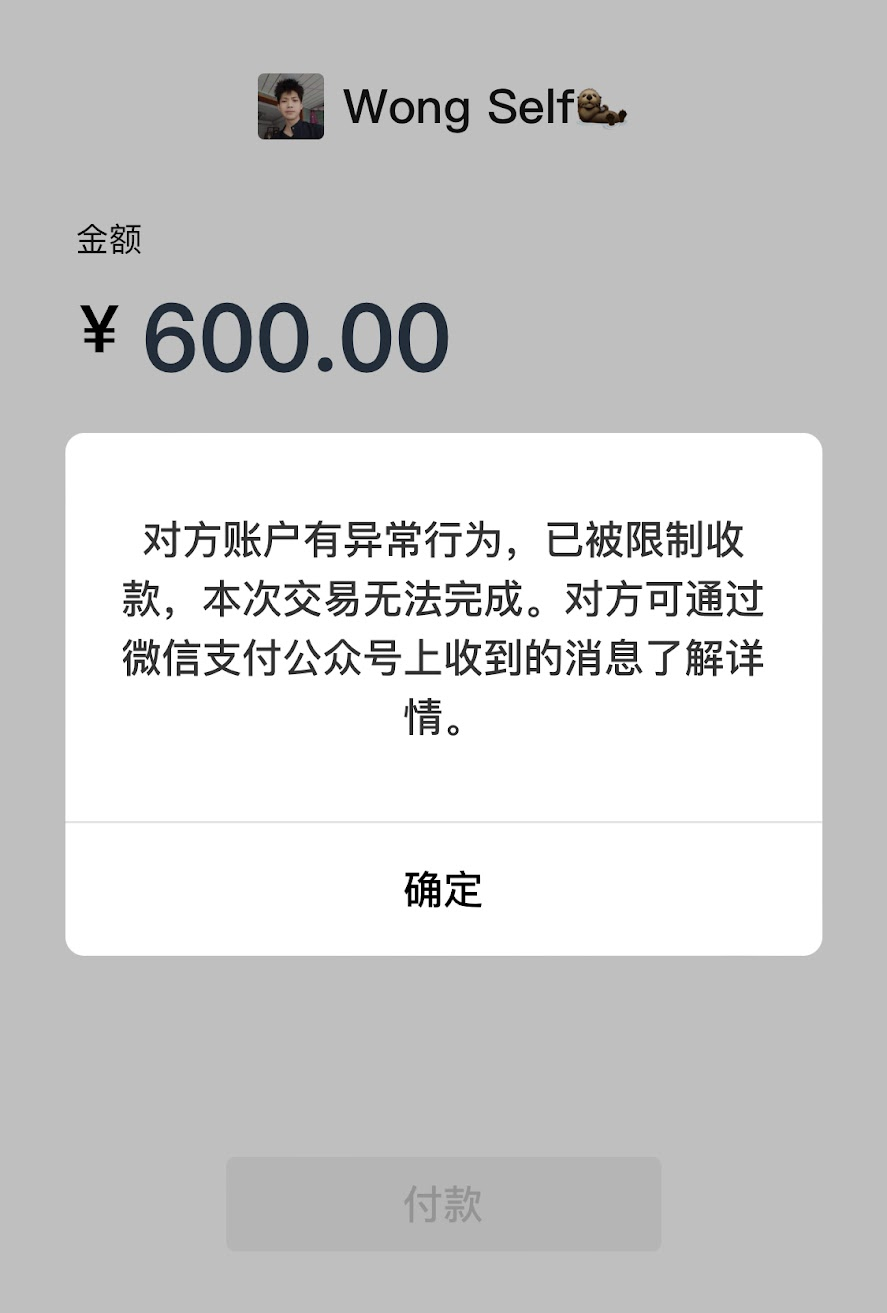 Wong Self🦦
金额
¥ 600.00
对方账户有异常行为，已被限制收
款，本次交易无法完成。对方可通过
微信支付公众号上收到的消息了解详
情。
确定
付款